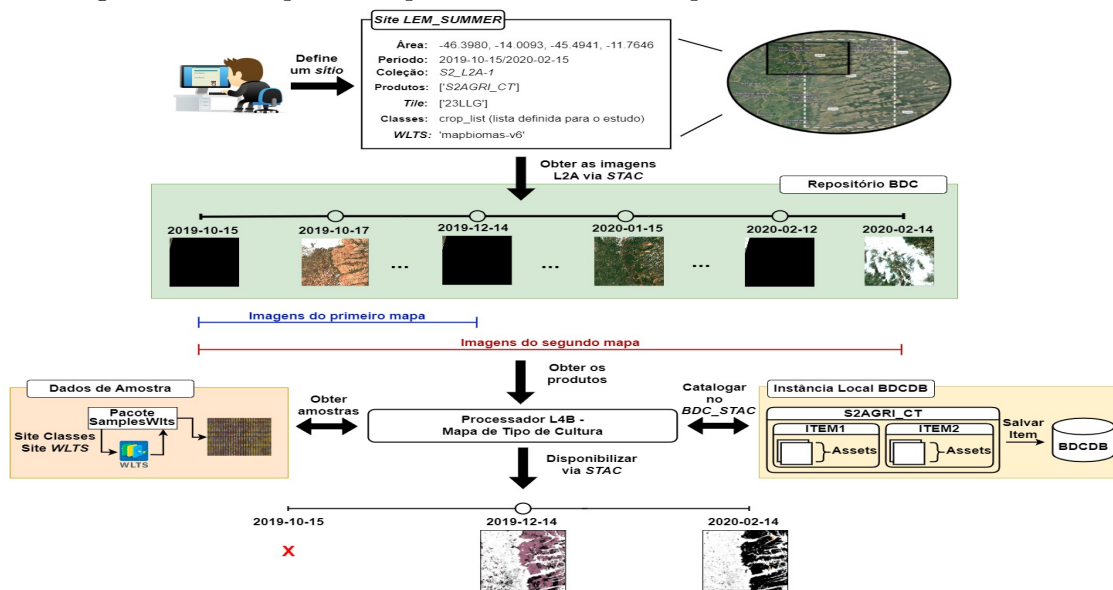 Site LEM_SUMMER
Define
um sítio
Área: -46.3980, -14.0093, -45.4941, -11.7646
Período: 2019-10-15/2020-02-15
Coleção: S2_L2A-1
Produtos: ['S2AGRI_CT']
Tile: ['23LLG']
Classes: crop_list (lista definida para o estudo)
WLTS: 'mapbiomas-v6'
Obter as imagens
L2A via STAC
Repositório BDC
2019-10-15
2019-10-17
2019-12-14
2020-01-15
2020-02-12
2020-02-14
...
...
...
Imagens do primeiro mapa
Imagens do segundo mapa
Obter os
produtos
Dados de Amostra
Pacote
SamplesWlts
Site Classes
Site WLTS
WLTS
Obter
amostras
Processador L4B -
Mapa de Tipo de Cultura
Catalogar
no
BDC_STAC
Instância Local BDCDB
S2AGRI_CT
ITEM1
Assets
ITEM2
Assets
Salvar
Item
BDCDB
Disponibilizar
via STAC
2019-10-15
2019-12-14
2020-02-14
X